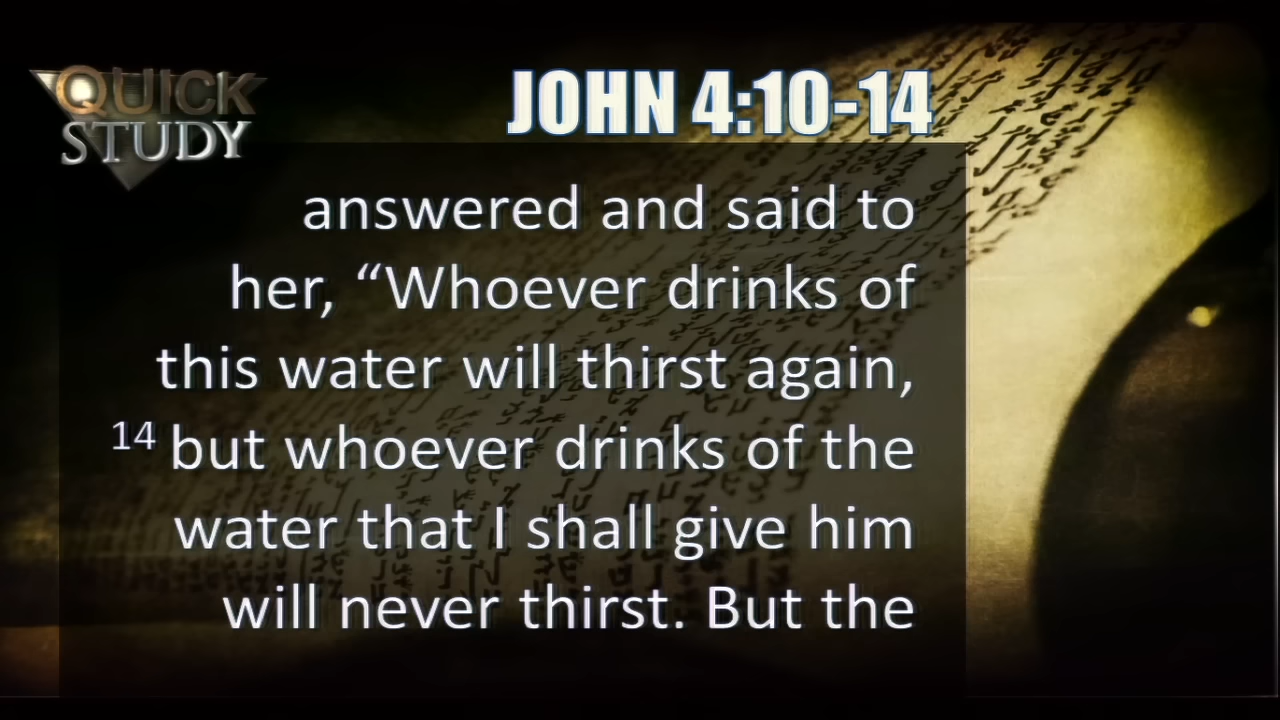 QUICK
STUDY
JOHN 4:10-14
answered and said to
her, “Whoever drinks of
this water will thirst again,
14 but whoever drinks of the
water that I shall give him
will never thirst. But the